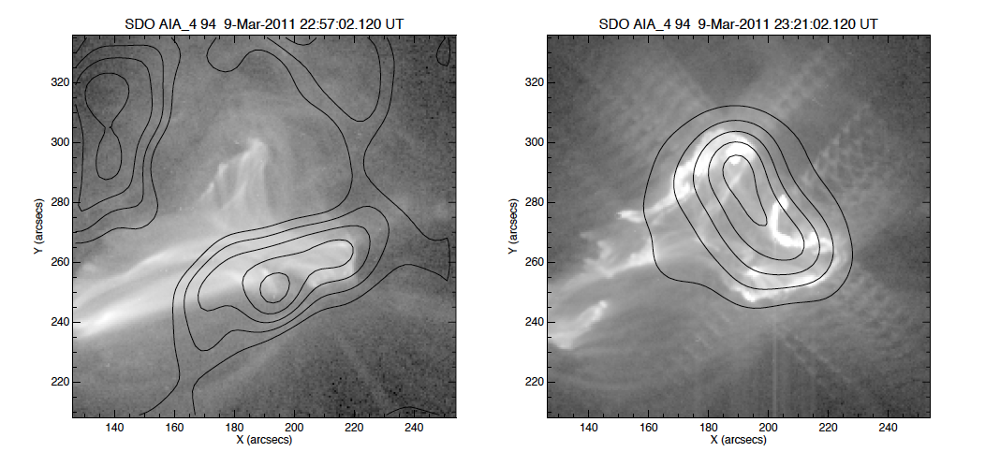 SDO AIA_4 94 9-Mar-2011 22:57:02.120 UT
320
300
280
260
240
220
Y (arcsecs)
140 160 180 200 220 240
X (arcsecs)
SDO AIA_4 94 9-Mar-2011 23:21:02.120 UT
320
300
280
260
240
220
Y (arcsecs)
140 160 180 200 220 240
X (arcsecs)